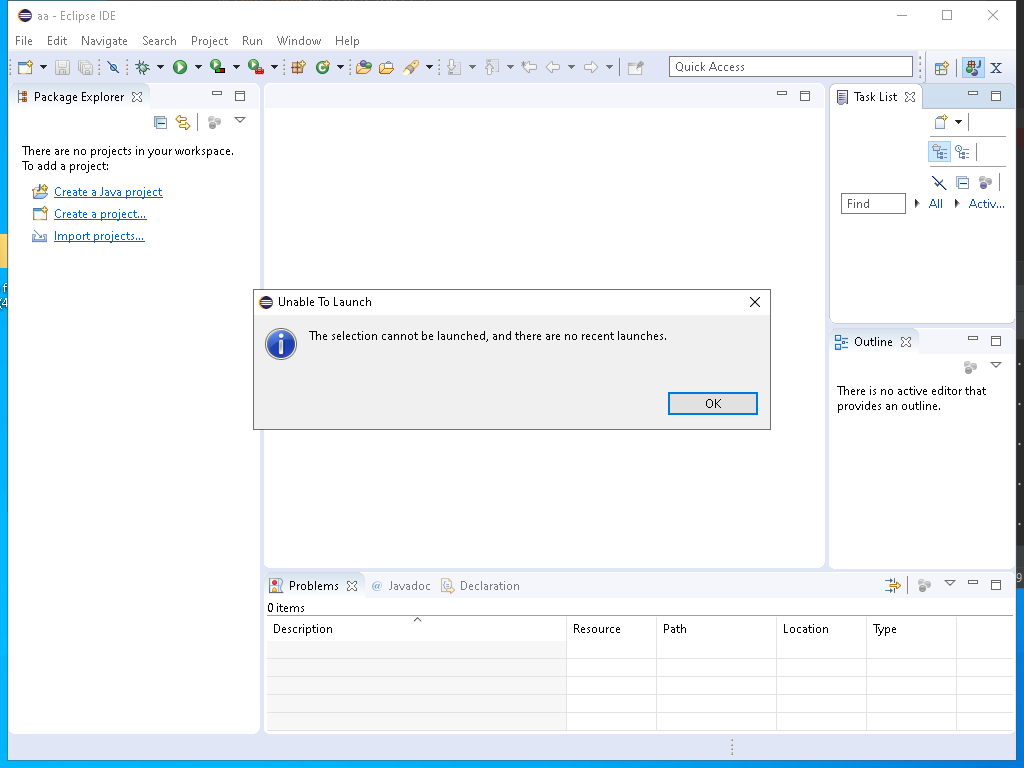 aa - Eclipse IDE
File Edit Navigate Search Project Run Window Help
Quick Access
Package Explorer
There are no projects in your workspace.
To add a project:
Create a Java project
Create a project...
Import projects...
Task List
Find All Activ...
Unable To Launch
The selection cannot be launched, and there are no recent launches.
OK
Outline
There is no active editor that
provides an outline.
Problems @ Javadoc Declaration
0 items
Description Resource Path Location Type